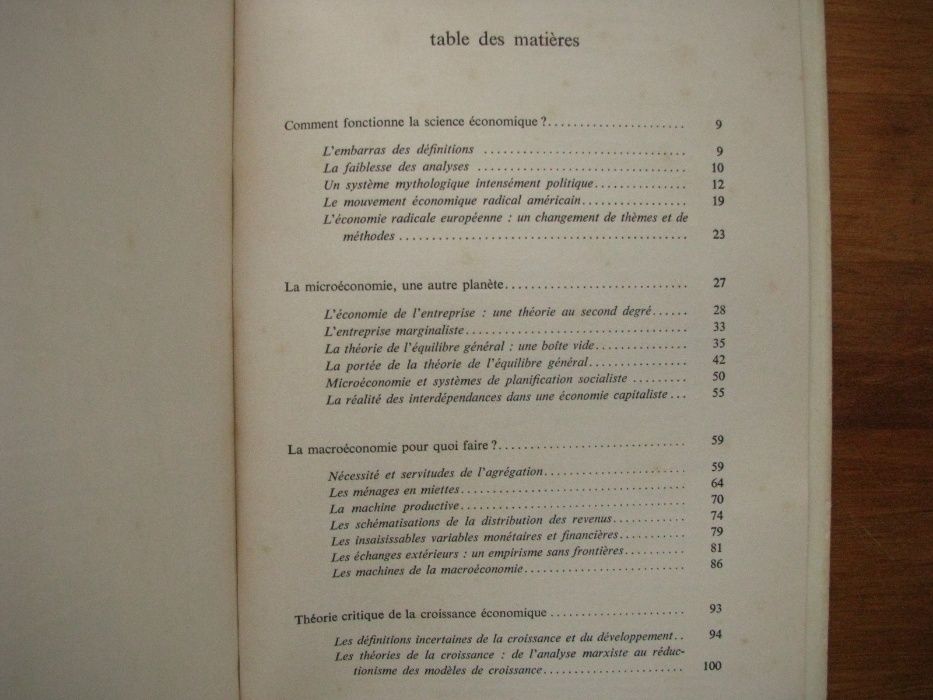 table des matières
Comment fonctionne la science économique ?...................... 9
L'embarras des définitions ................................ 9
La faiblesse des analyses ................................. 10
Un système mythologique intensément politique.............. 12
Le mouvement économique radical américain................ 19
L'économie radicale européenne : un changement de thèmes et de
méthodes ............................................. 23
La microéconomie, une autre planète............................ 27
L'économie de l'entreprise : une théorie au second degré...... 28
L'entreprise marginaliste.................................. 33
La théorie de l'équilibre général : une boîte vide.............. 35
La portée de la théorie de l'équilibre général............... 42
Microéconomie et systèmes de planification socialiste ......... 50
La réalité des interdépendances dans une économie capitaliste... 55
La macroéconomie pour quoi faire ?............................. 59
Nécessité et servitudes de l'agrégation...................... 59
Les ménages en miettes................................... 64
La machine productive................................... 70
Les schématisations de la distribution des revenus........... 74
Les insaisissables variables monétaires et financières.......... 79
Les échanges extérieurs : un empirisme sans frontières......... 81
Les machines de la macroéconomie......................... 86
Théorie critique de la croissance économique ..................... 93
Les définitions incertaines de la croissance et du développement.. 94
Les théories de la croissance : de l'analyse marxiste au réduc-
tionisme des modèles de croissance...................... 100